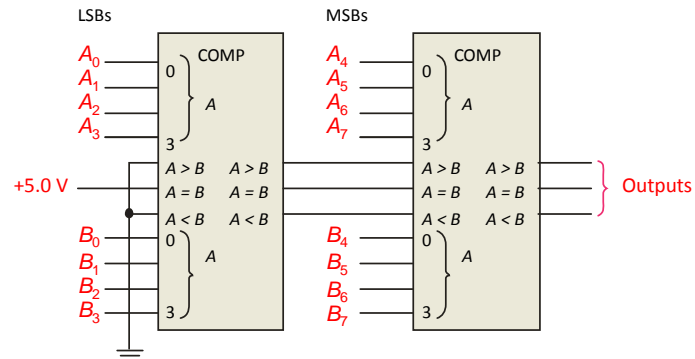 LSBs
MSBs
A0
A1
A2
A3
COMP
0
A
3
A > B A > B
+5.0 V
A = B A = B
A < B A < B
B0
B1
B2
B3
0
A
3
A4
A5
A6
A7
COMP
0
A
3
A > B A > B
A = B A = B
A < B A < B
Outputs
B4
B5
B6
B7
0
A
3